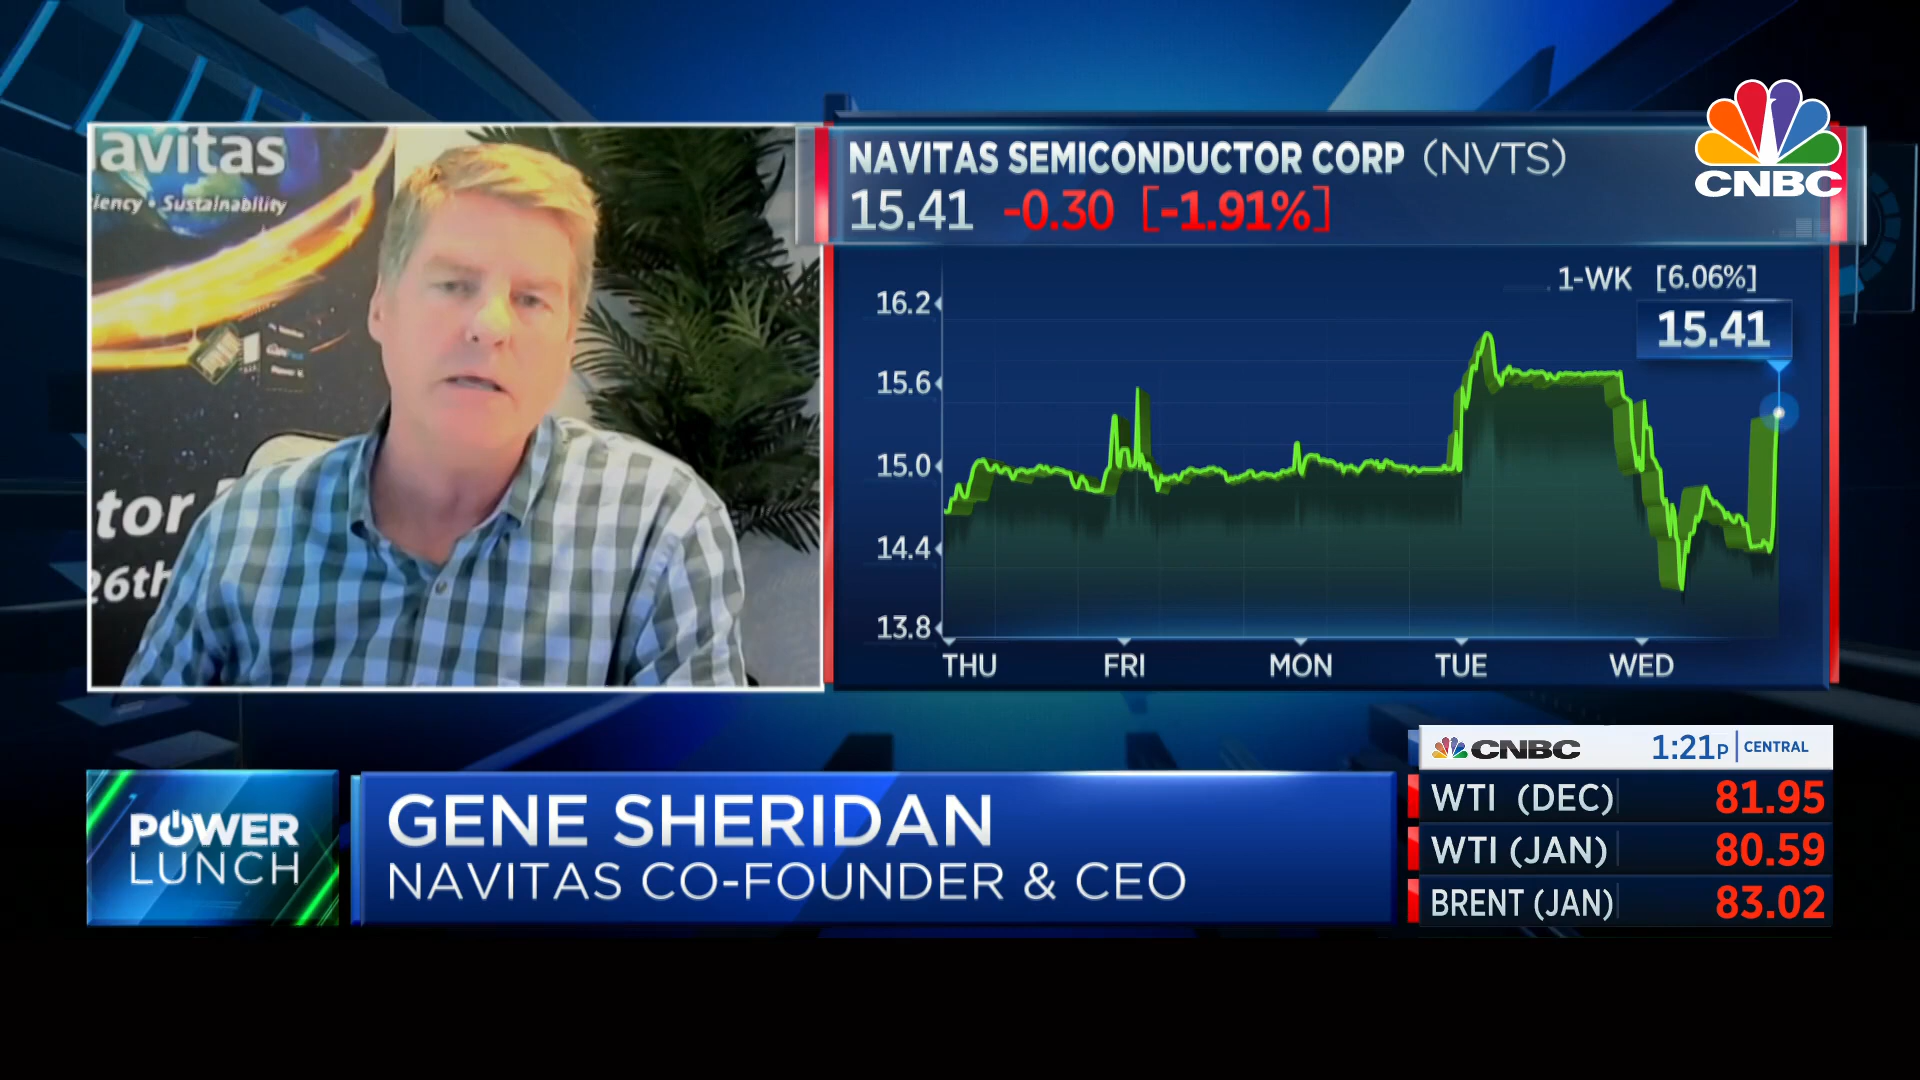 avitas
iency • Sustainability
tor
26th
NAVITAS SEMICONDUCTOR CORP (NVTS)
15.41 -0.30 [-1.91%]
CNBC
1-WK [6.06%]
15.41
16.2
15.6
15.0
14.4
13.8
THU FRI MON TUE WED
CNBC 1:21P CENTRAL
WTI (DEC) 81.95
WTI (JAN) 80.59
BRENT (JAN) 83.02
POWER
LUNCH
GENE SHERIDAN
NAVITAS CO-FOUNDER & CEO